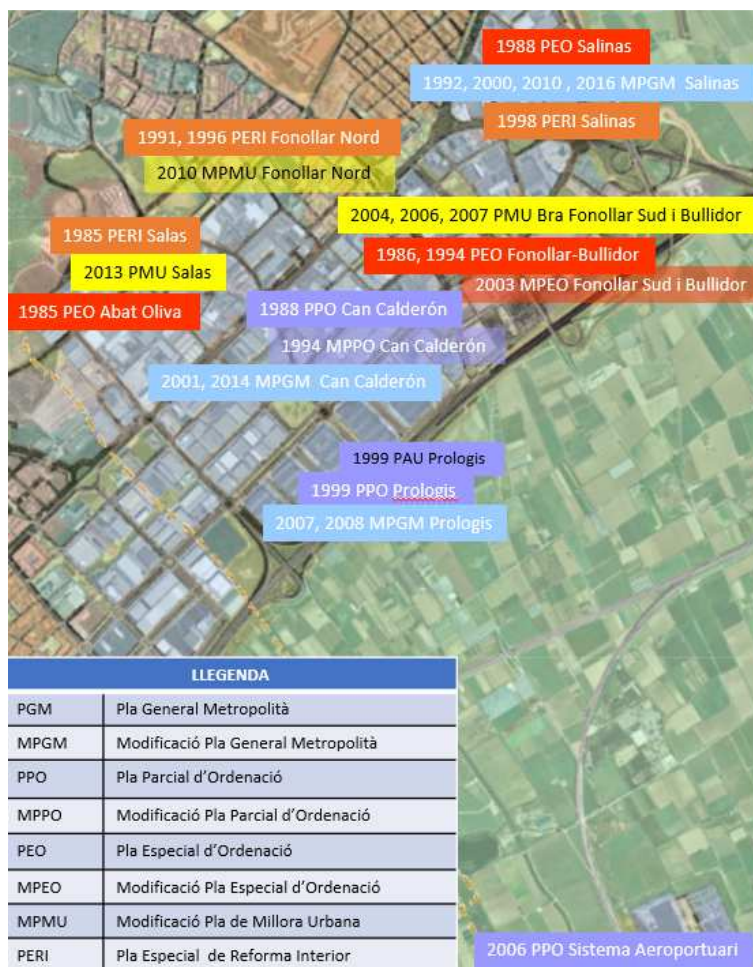 1988 PEO Salinas
1992, 2000, 2010 , 2016 MPGM Salinas
1998 PERI Salinas
1991, 1996 PERI Fonollar Nord
2010 MPMU Fonollar Nord
2004, 2006, 2007 PMU Bra Fonollar Sud i Bullidor
1985 PERI Salas
1986, 1994 PEO Fonollar-Bullidor
2013 PMU Salas
2003 MPEO Fonollar Sud i Bullidor
1985 PEO Abat Oliva
1988 PPO Can Calderón
1994 MPPO Can Calderón
2001, 2014 MPGM Can Calderón
1999 PAU Prologis
1999 PPO Prologis
2007, 2008 MPGM Prologis
LLEGENDA
PGM Pla General Metropolità
MPGM Modificació Pla General Metropolità
PPO Pla Parcial d'Ordenació
MPPO Modificació Pla Parcial d'Ordenació
PEO Pla Especial d'Ordenació
MPEO Modificació Pla Especial d'Ordenació
MPMU Modificació Pla de Millora Urbana
PERI Pla Especial de Reforma Interior
2006 PPO Sistema Aeroportuari